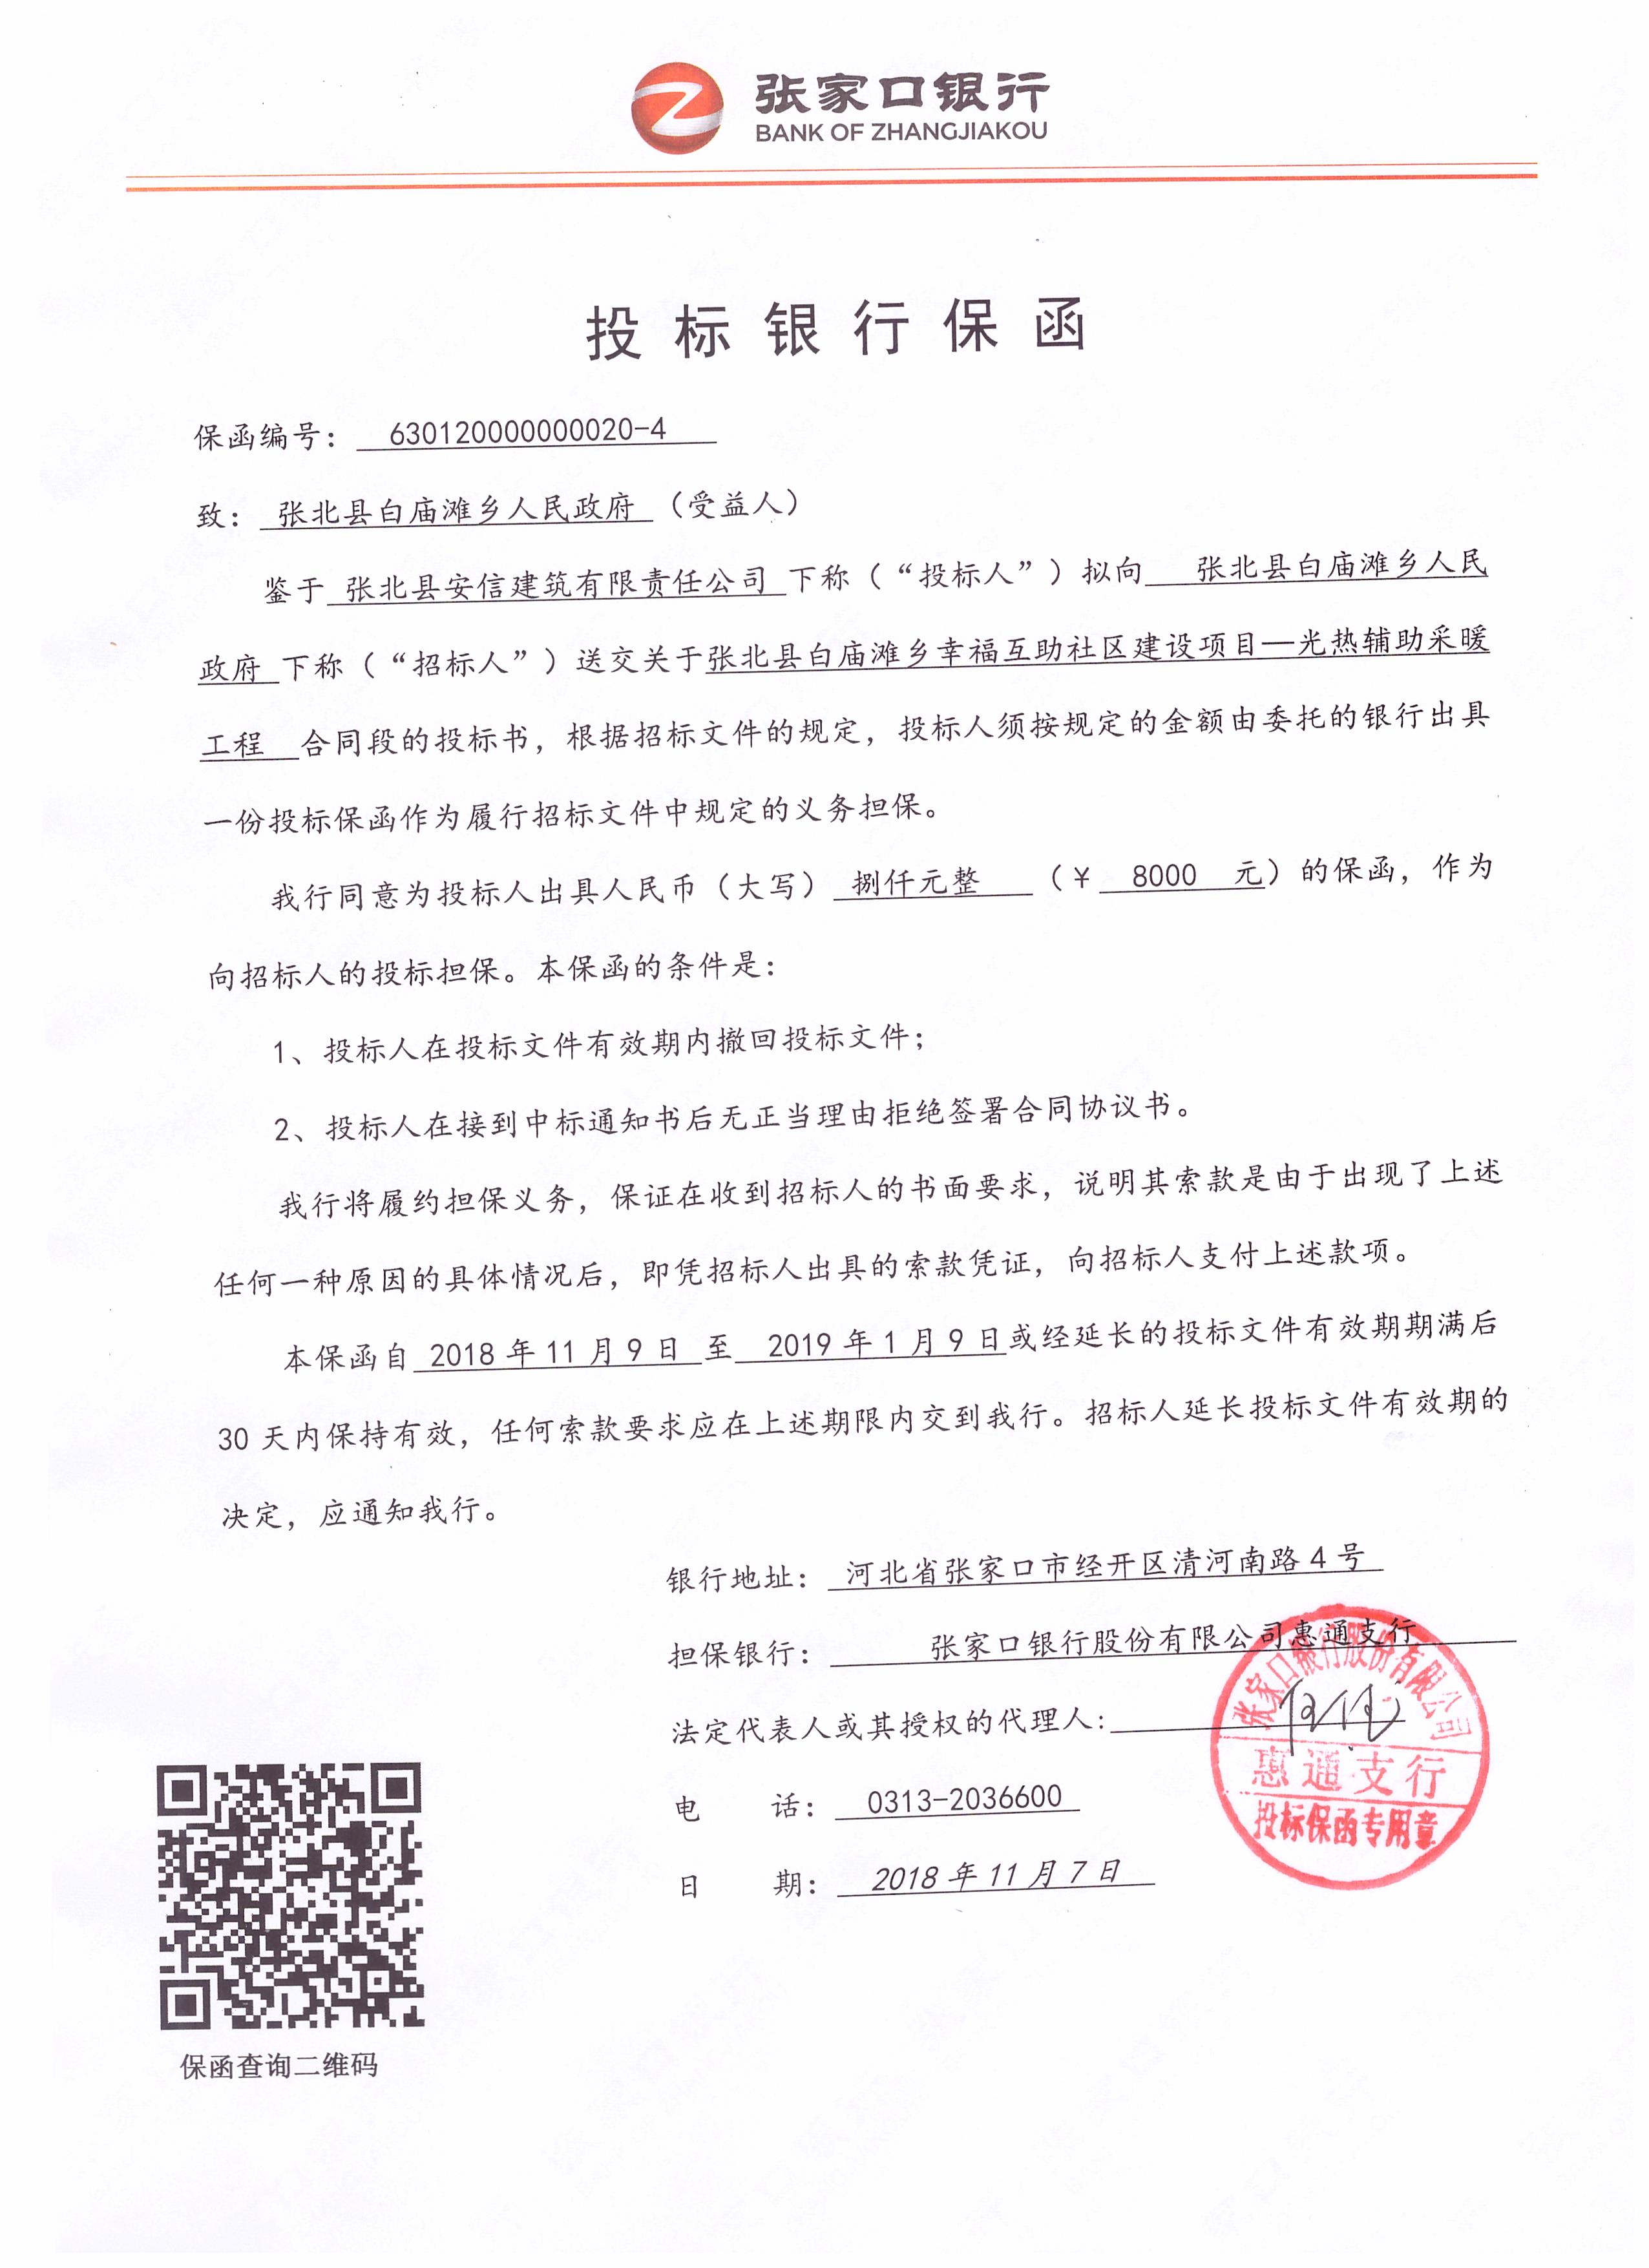 张家口银行
BANK OF ZHANGJIAKOU
投标银行保函
保函编号：630120000000020-4
致：张北县白庙滩乡人民政府（受益人）
鉴于张北县安信建筑有限责任公司下称（“投标人”）拟向张北县白庙滩乡人民
政府下称（“招标人”）送交关于张北县白庙滩乡幸福互助社区建设项目—光热辅助采暖
工程合同段的投标书，根据招标文件的规定，投标人须按规定的金额由委托的银行出具
一份投标保函作为履行招标文件中规定的义务担保。
我行同意为投标人出具人民币（大写）捌仟元整（￥8000元）的保函，作为
向招标人的投标担保。本保函的条件是：
1、投标人在投标文件有效期内撤回投标文件；
2、投标人在接到中标通知书后无正当理由拒绝签署合同协议书。
我行将履约担保义务，保证在收到招标人的书面要求，说明其索款是由于出现了上述
任何一种原因的具体情况后，即凭招标人出具的索款凭证，向招标人支付上述款项。
本保函自2018年11月9日至2019年1月9日或经延长的投标文件有效期期满后
30天内保持有效，任何索款要求应在上述期限内交到我行。招标人延长投标文件有效期的
决定，应通知我行。
银行地址：河北省张家口市经开区清河南路4号
担保银行：张家口银行股份有限公司惠通支行
法定代表人或其授权的代理人：
电话：0313-2036600
日期：2018年11月7日
张家口银行股份有限公司
惠通支行
投标保函专用章
保函查询二维码